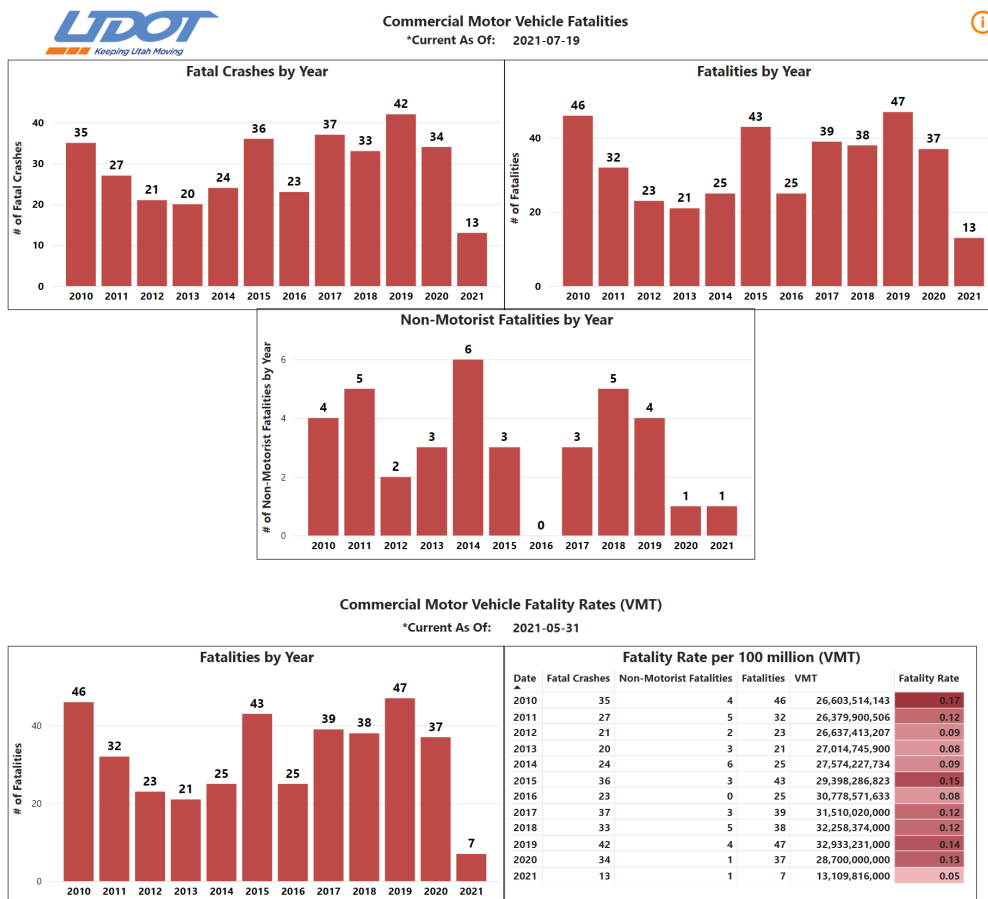 UDOT
Keeping Utah Moving
Commercial Motor Vehicle Fatalities
*Current As Of: 2021-07-19
i
Fatal Crashes by Year
# of Fatal Crashes
40
30
20
10
0
35 27 21 20 24 36 23 37 33 42 34 13
2010 2011 2012 2013 2014 2015 2016 2017 2018 2019 2020 2021
Fatalities by Year
# of Fatalities
40
20
0
46 32 23 21 25 43 25 39 38 47 37 13
2010 2011 2012 2013 2014 2015 2016 2017 2018 2019 2020 2021
Non-Motorist Fatalities by Year
# of Non-Motorist Fatalities by Year
6
4
2
0
4 5 2 3 6 3 0 3 5 4 1 1
2010 2011 2012 2013 2014 2015 2016 2017 2018 2019 2020 2021
Commercial Motor Vehicle Fatality Rates (VMT)
*Current As Of: 2021-05-31
Fatalities by Year
# of Fatalities
40
20
0
46 32 23 21 25 43 25 39 38 47 37 7
2010 2011 2012 2013 2014 2015 2016 2017 2018 2019 2020 2021
Fatality Rate per 100 million (VMT)
Date Fatal Crashes Non-Motorist Fatalities Fatalities VMT Fatality Rate
2010 35 4 46 26,603,514,143 0.17
2011 27 5 32 26,379,900,506 0.12
2012 21 2 23 26,637,413,207 0.09
2013 20 3 21 27,014,745,900 0.08
2014 24 6 25 27,574,227,734 0.09
2015 36 3 43 29,398,286,823 0.15
2016 23 0 25 30,778,571,633 0.08
2017 37 3 39 31,510,020,000 0.12
2018 33 5 38 32,258,374,000 0.12
2019 42 4 47 32,933,231,000 0.14
2020 34 1 37 28,700,000,000 0.13
2021 13 1 7 13,109,816,000 0.05